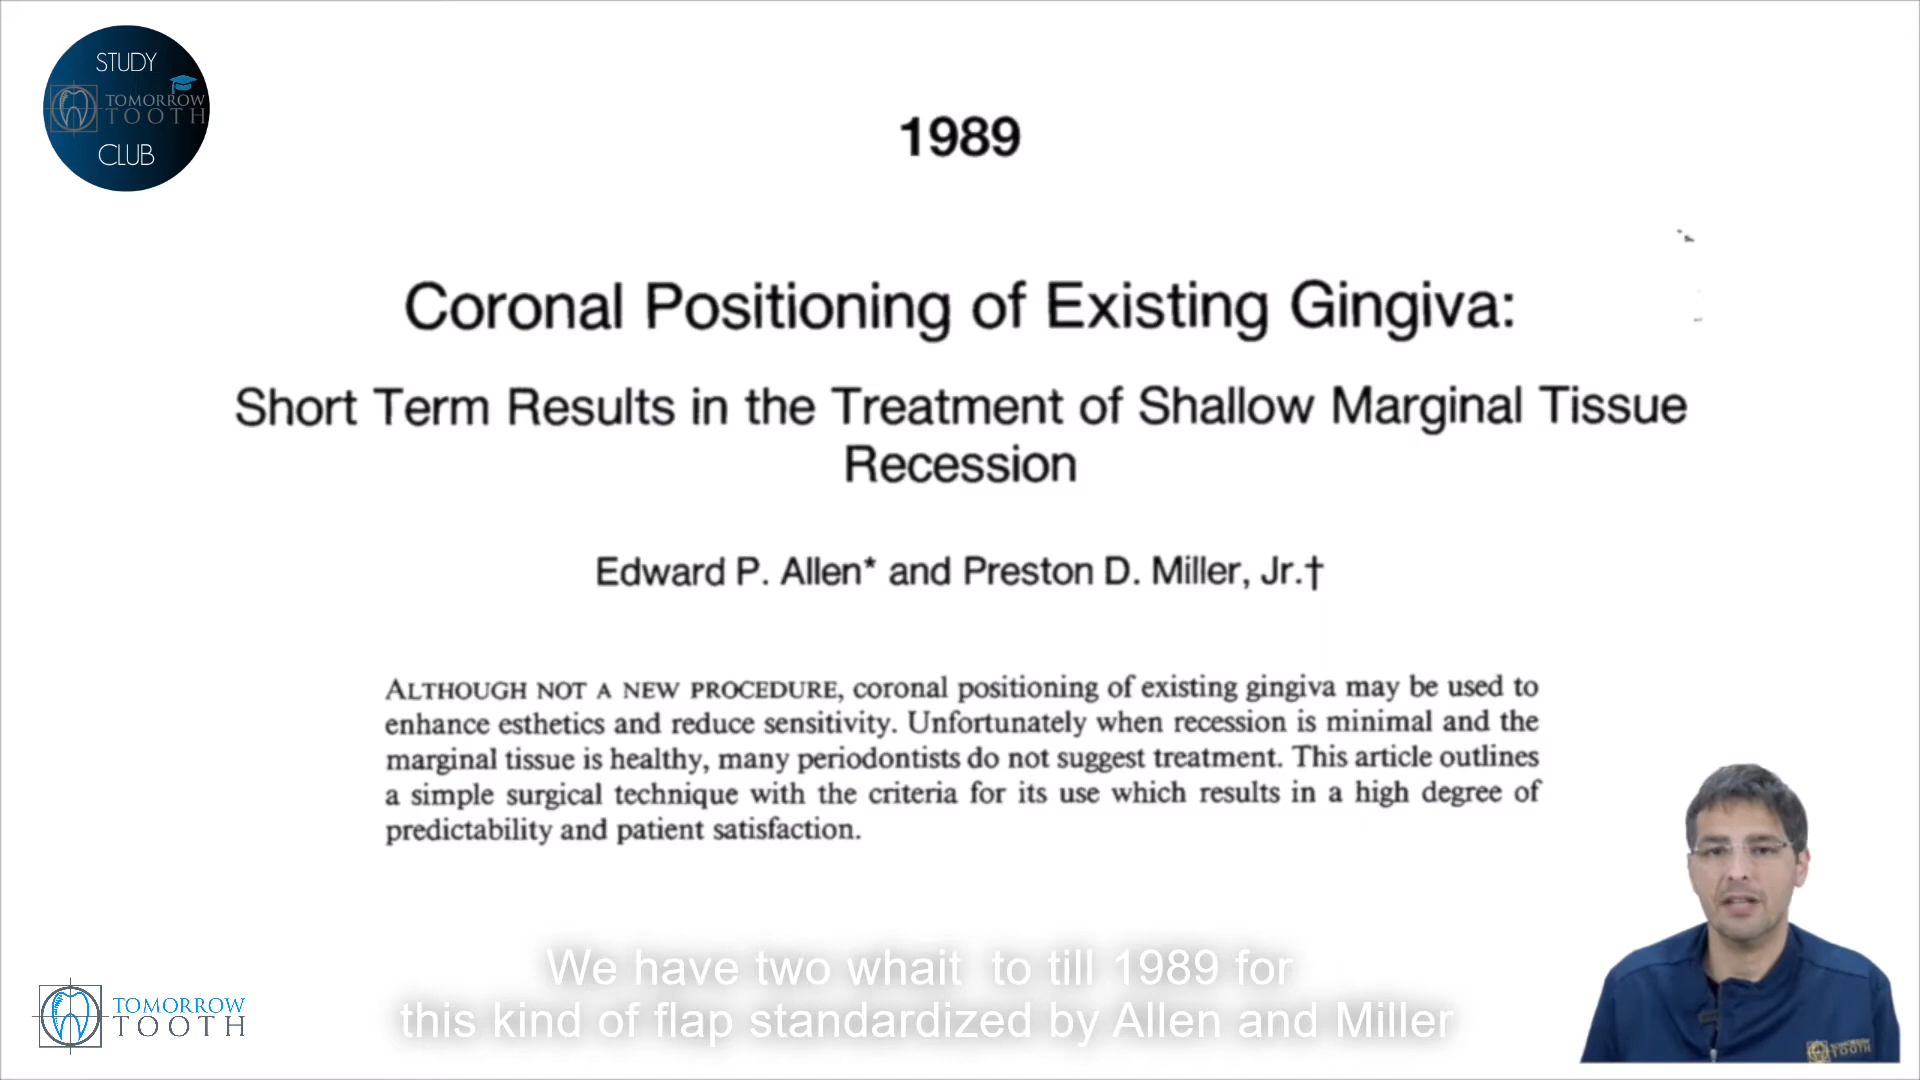 STUDY
TOMORROW
TOOTH
CLUB
1989
Coronal Positioning of Existing Gingiva:
Short Term Results in the Treatment of Shallow Marginal Tissue
Recession
Edward P. Allen* and Preston D. Miller, Jr.†
ALTHOUGH NOT A NEW PROCEDURE, coronal positioning of existing gingiva may be used to
enhance esthetics and reduce sensitivity. Unfortunately when recession is minimal and the
marginal tissue is healthy, many periodontists do not suggest treatment. This article outlines
a simple surgical technique with the criteria for its use which results in a high degree of
predictability and patient satisfaction.
We have two whait to till 1989 for
this kind of flap standardized by Allen and Miller
TOMORROW
TOOTH
TOMORROW
TOOTH